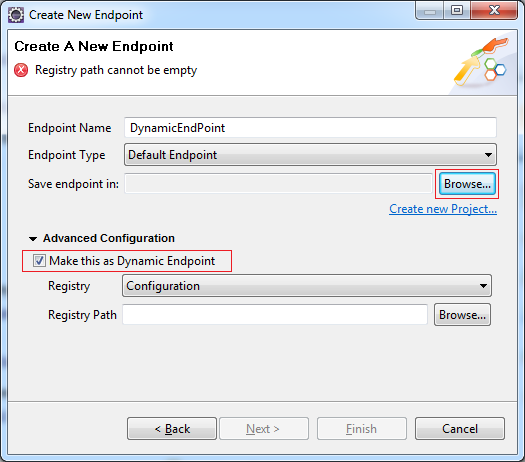 Create New Endpoint
Create A New Endpoint
Registry path cannot be empty
Endpoint Name DynamicEndPoint
Endpoint Type Default Endpoint
Save endpoint in: Browse...
Create new Project...
Advanced Configuration
Make this as Dynamic Endpoint
Registry Configuration
Registry Path Browse...
< Back Next > Finish Cancel